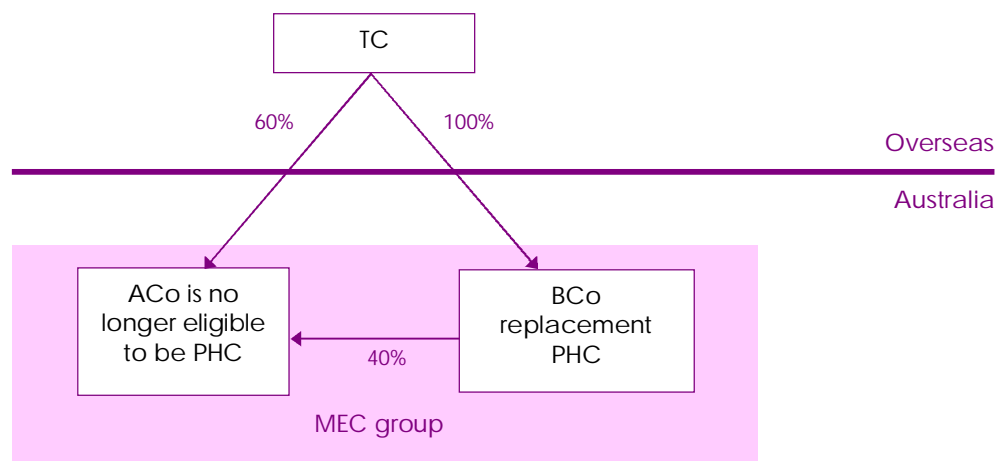 TC
60%
100%
Overseas
Australia
ACo is no
longer eligible
to be PHC
BCo
replacement
PHC
40%
MEC group